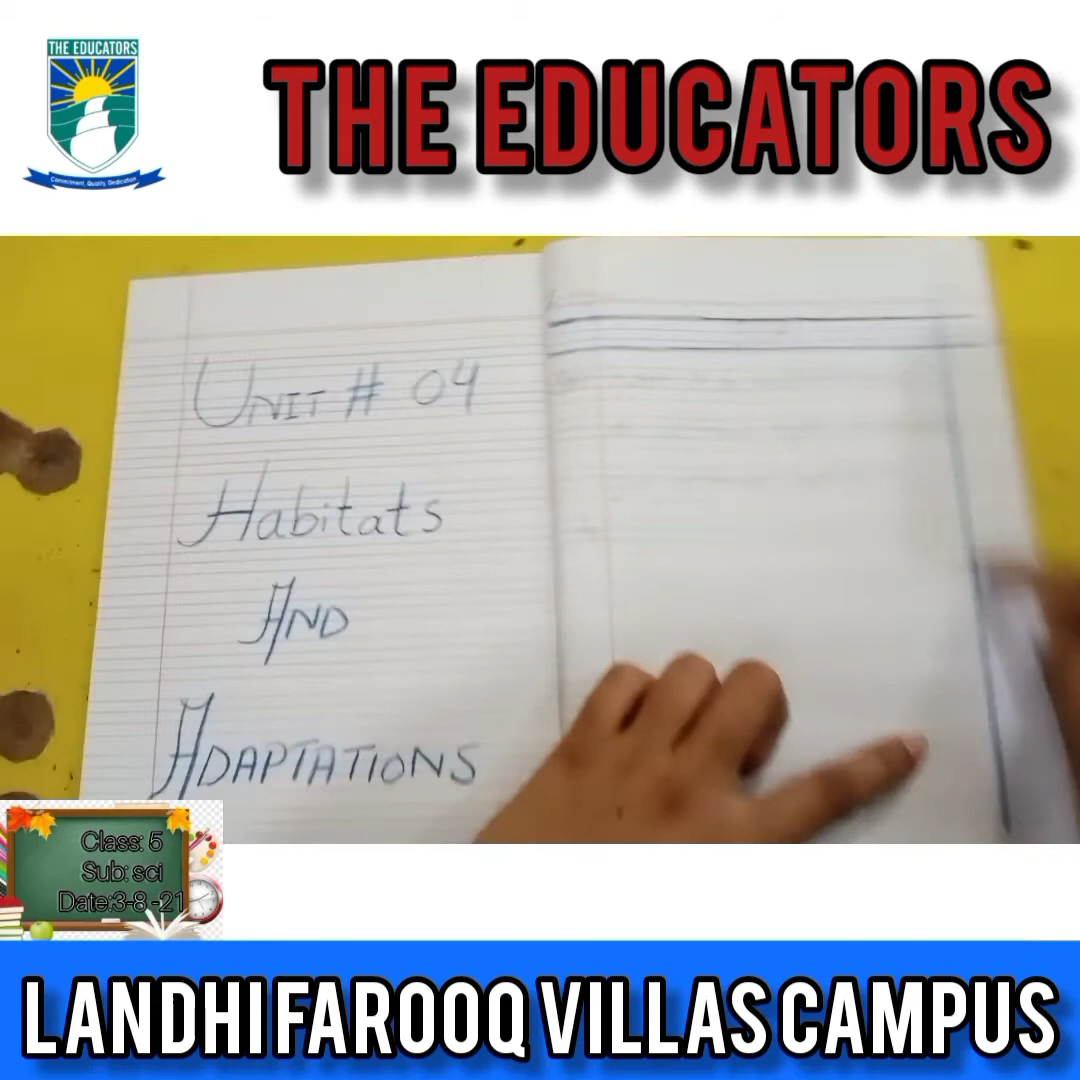 THE EDUCATORS
Commitment, Quality, Dedication
THE EDUCATORS
UNIT # 04
Habitats
AND
ADAPTATIONS
Class: 5
Sub: sci
Date:3-8-21
LANDHI FAROOQ VILLAS CAMPUS